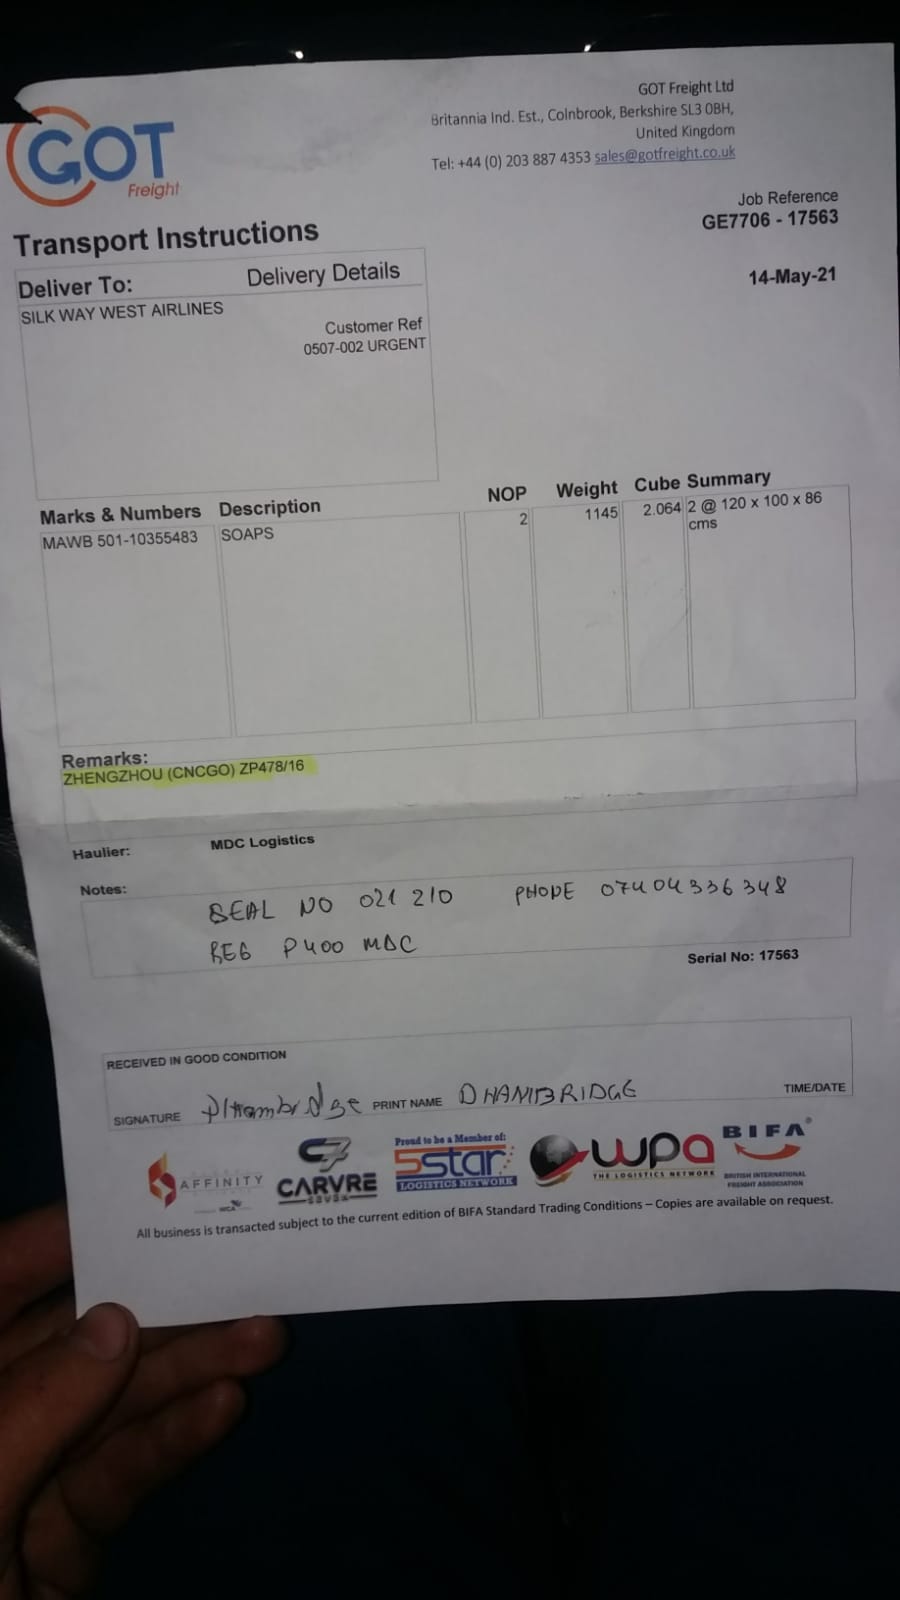 GOT
Freight
GOT Freight Ltd
Britannia Ind. Est., Colnbrook, Berkshire SL3 0BH,
United Kingdom
Tel: +44 (0) 203 887 4353 sales@gotfreight.co.uk
Job Reference
GE7706 - 17563
14-May-21
Transport Instructions
Deliver To: Delivery Details
SILK WAY WEST AIRLINES
Customer Ref
0507-002 URGENT
Marks & Numbers Description NOP Weight Cube Summary
MAWB 501-10355483 SOAPS 2 1145 2.064 2 @ 120 x 100 x 86
cms
Remarks:
ZHENGZHOU (CNCGO) ZP478/16
Haulier: MDC Logistics
Notes:
SEAL NO 021 210 PHONE 07404336348
REG P400 MDC
Serial No: 17563
RECEIVED IN GOOD CONDITION
SIGNATURE PRINT NAME DHAMBRIDGE TIME/DATE
AFFINITY
C7
CARVRE
Proud to be a Member of:
5star
LOGISTICS NETWORK
wpa
THE LOGISTICS NETWORK
BIFA®
BRITISH INTERNATIONAL
FREIGHT ASSOCIATION
All business is transacted subject to the current edition of BIFA Standard Trading Conditions – Copies are available on request.